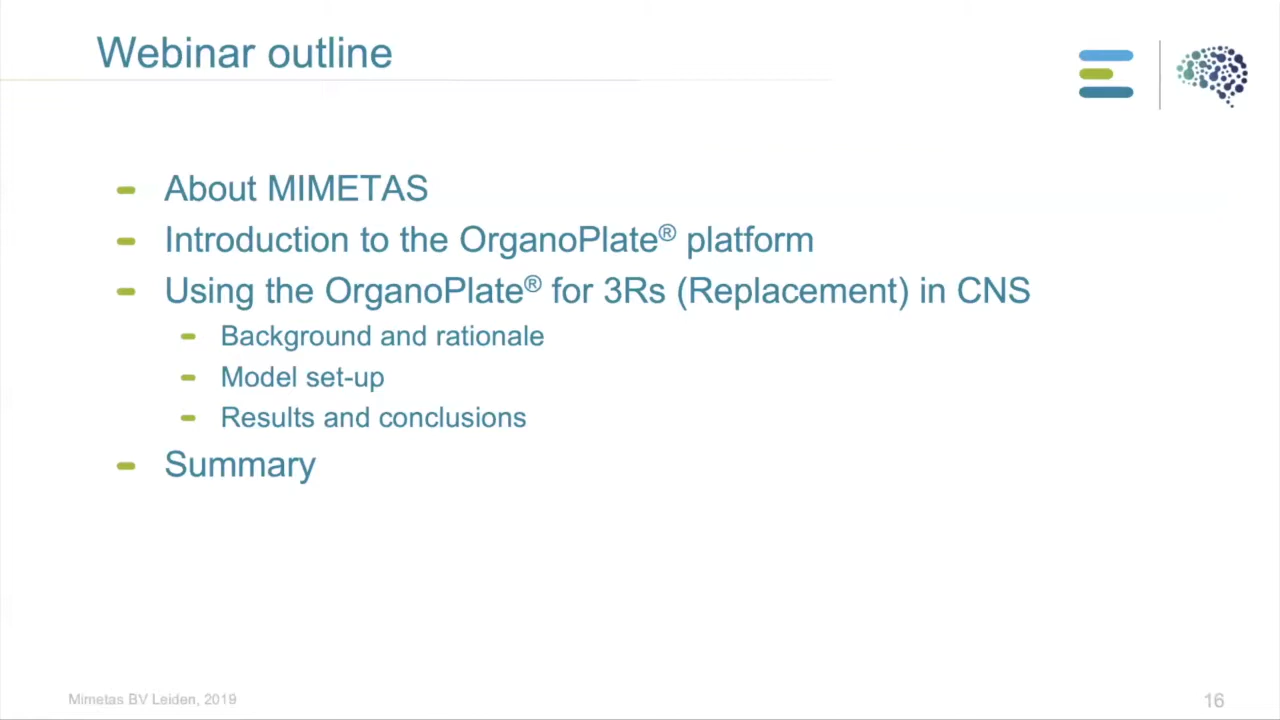 Webinar outline
About MIMETAS
Introduction to the OrganoPlate® platform
Using the OrganoPlate® for 3Rs (Replacement) in CNS
Background and rationale
Model set-up
Results and conclusions
Summary
Mimetas BV Leiden, 2019
16